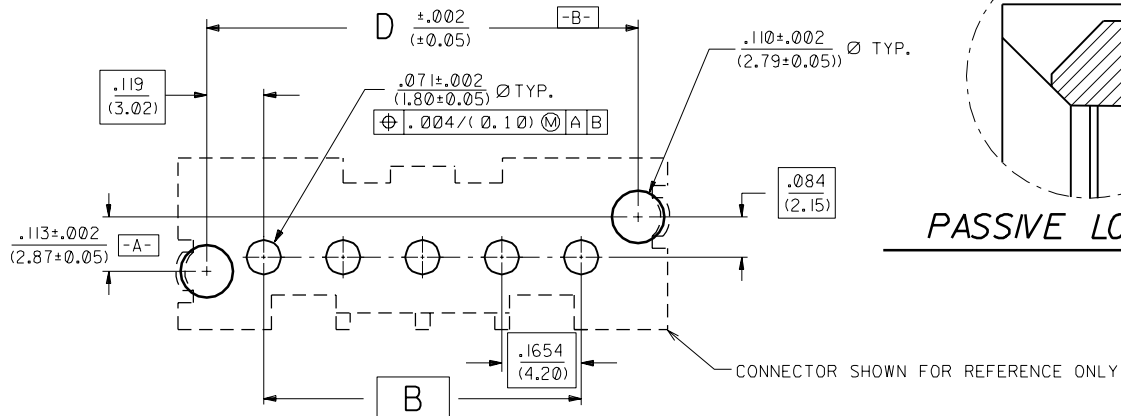 D ±.002
(±0.05)
-B-
.110±.002
(2.79±0.05))
Ø TYP.
.119
(3.02)
.071±.002
(1.80±0.05)
Ø TYP.
⌖ .004/(0.10) Ⓜ A B
.084
(2.15)
.113±.002
(2.87±0.05)
-A-
PASSIVE
.1654
(4.20)
CONNECTOR SHOWN FOR REFERENCE ONLY
B